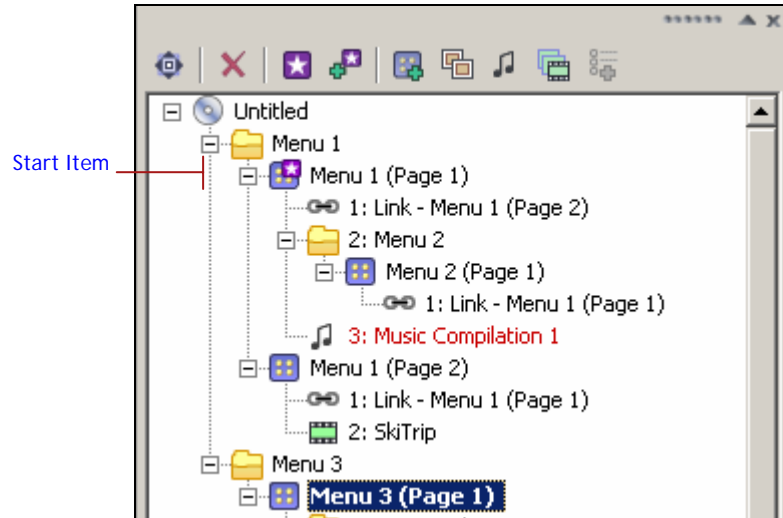 Untitled
Menu 1
Start Item
Menu 1 (Page 1)
1: Link - Menu 1 (Page 2)
2: Menu 2
Menu 2 (Page 1)
1: Link - Menu 1 (Page 1)
3: Music Compilation 1
Menu 1 (Page 2)
1: Link - Menu 1 (Page 1)
2: SkiTrip
Menu 3
Menu 3 (Page 1)